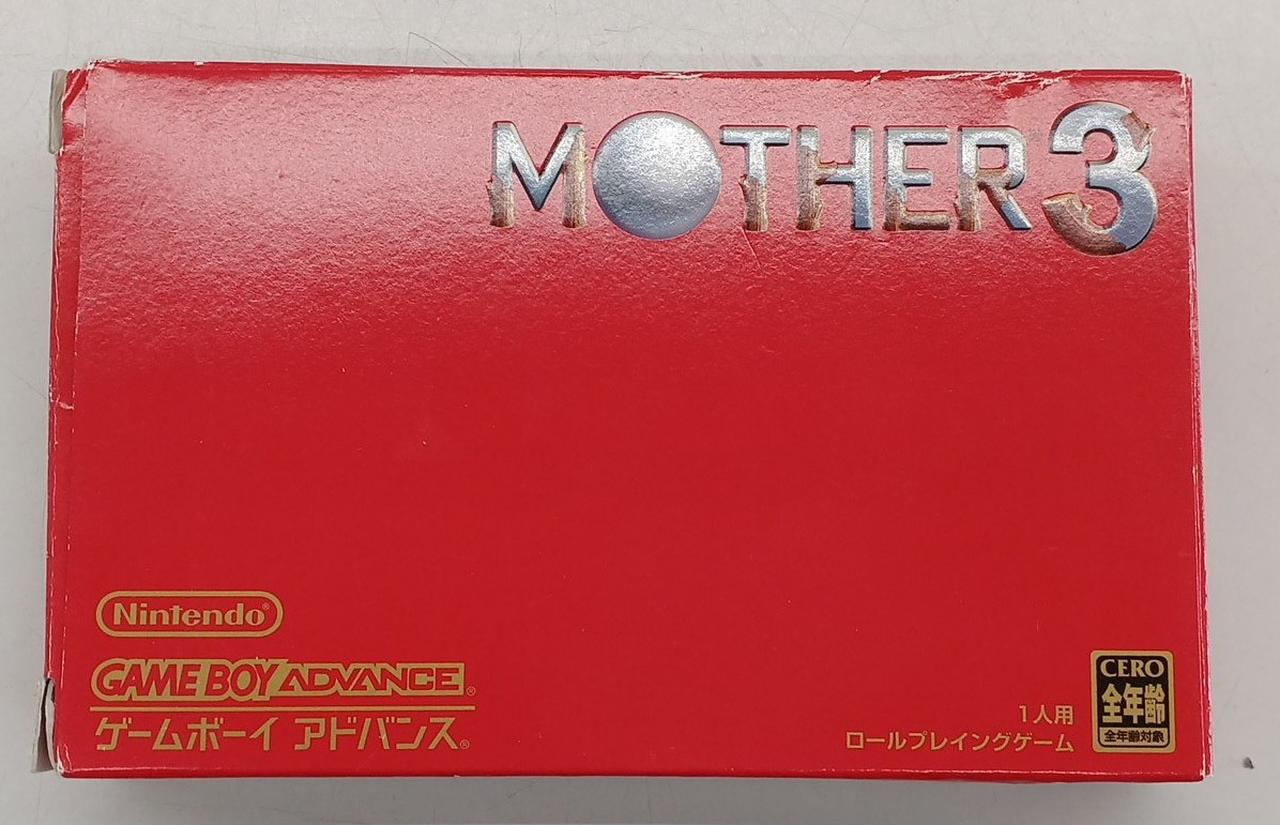 MOTHER 3
Nintendo®
GAME BOY ADVANCE®
ゲームボーイ アドバンス®
1人用
ロールプレイングゲーム
CERO
全年齢
全年齢対象